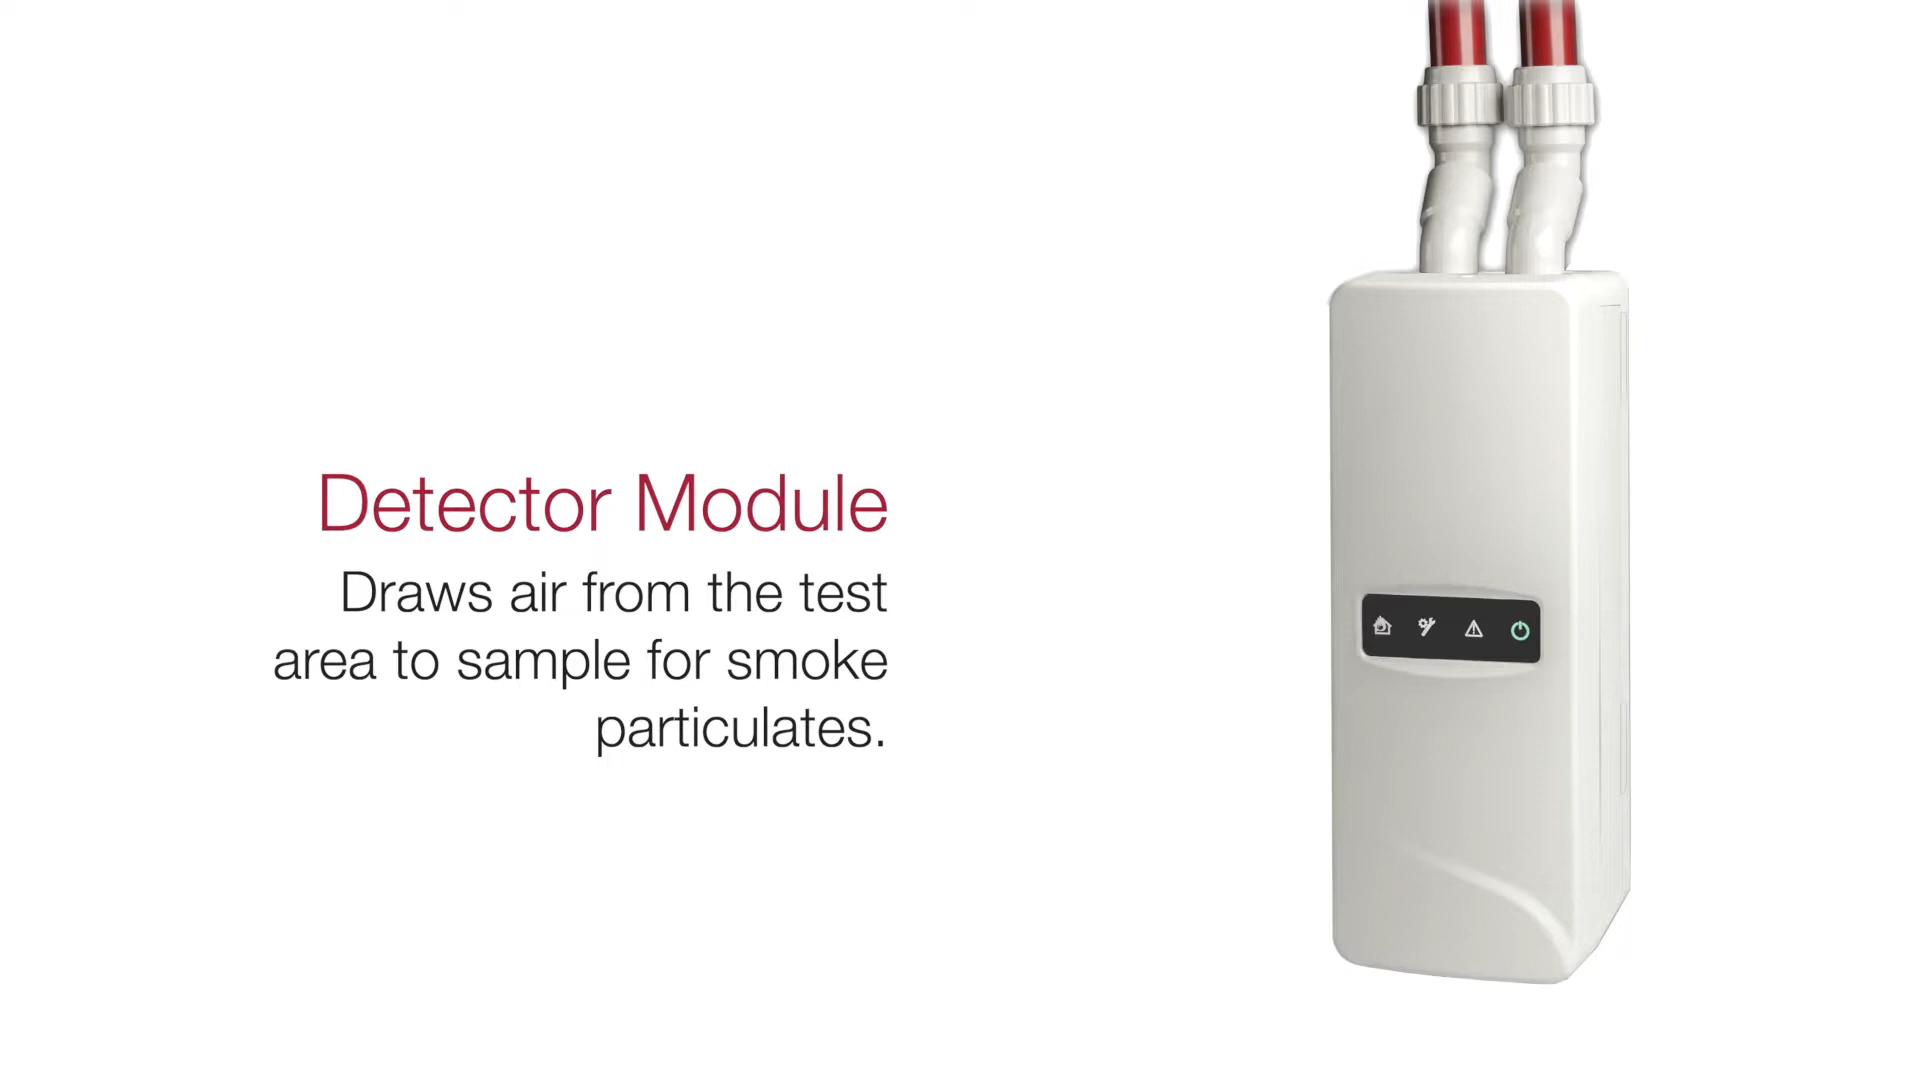 Detector Module
Draws air from the test
area to sample for smoke
particulates.